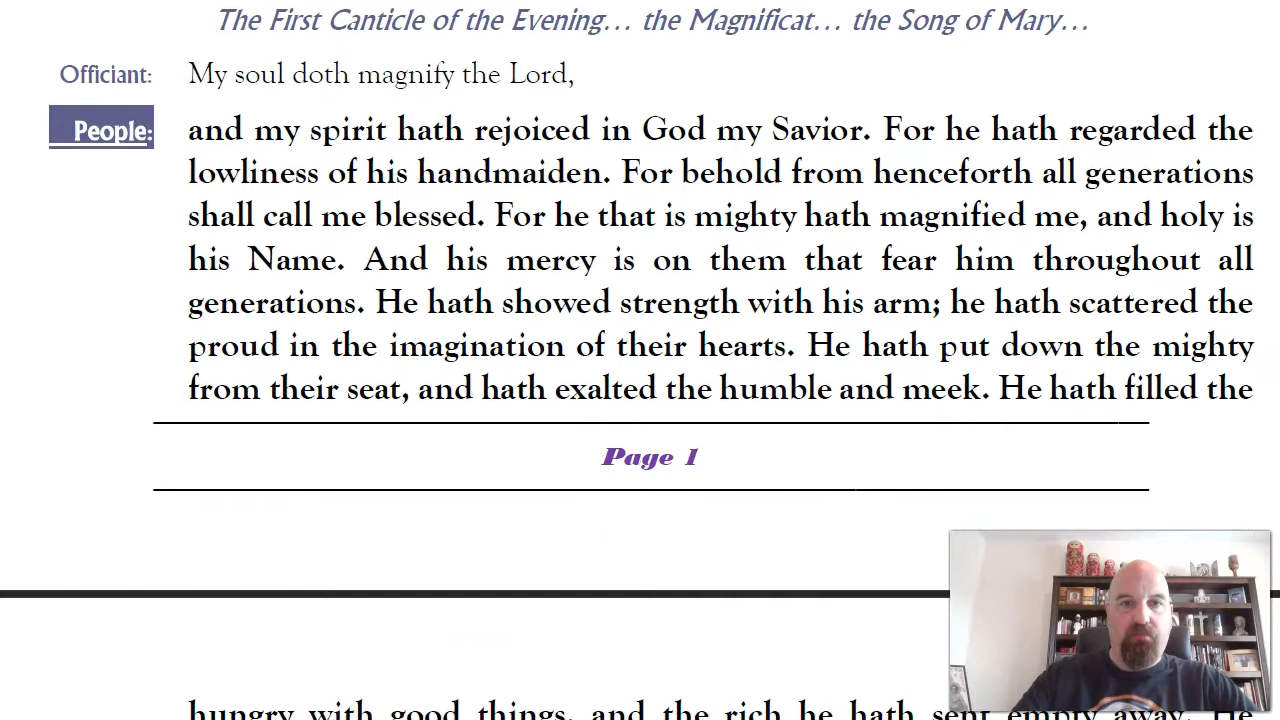 The First Canticle of the Evening… the Magnificat… the Song of Mary…
Officiant: My soul doth magnify the Lord,
People: and my spirit hath rejoiced in God my Savior. For he hath regarded the
lowliness of his handmaiden. For behold from henceforth all generations
shall call me blessed. For he that is mighty hath magnified me, and holy is
his Name. And his mercy is on them that fear him throughout all
generations. He hath showed strength with his arm; he hath scattered the
proud in the imagination of their hearts. He hath put down the mighty
from their seat, and hath exalted the humble and meek. He hath filled the
Page 1
hungry with good things, and the rich he hath sent empty away. He